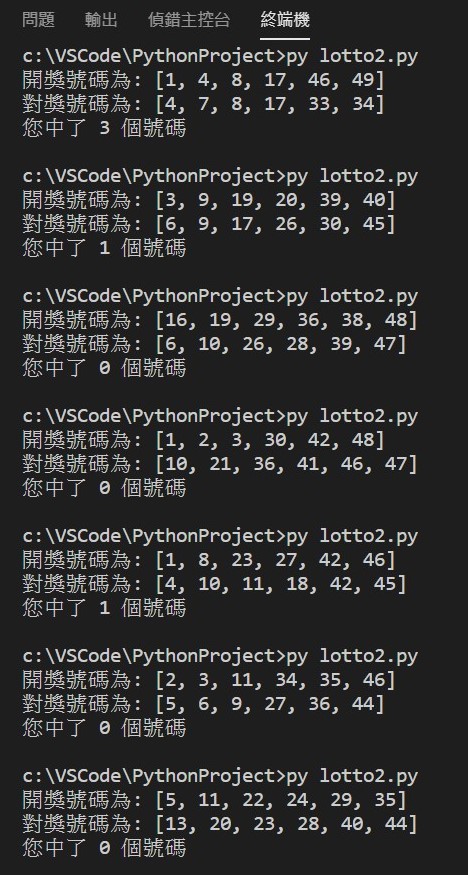 問題 輸出 偵錯主控台 終端機
c:\VSCode\PythonProject>py lotto2.py
開獎號碼為: [1, 4, 8, 17, 46, 49]
對獎號碼為: [4, 7, 8, 17, 33, 34]
您中了 3 個號碼
c:\VSCode\PythonProject>py lotto2.py
開獎號碼為: [3, 9, 19, 20, 39, 40]
對獎號碼為: [6, 9, 17, 26, 30, 45]
您中了 1 個號碼
c:\VSCode\PythonProject>py lotto2.py
開獎號碼為: [16, 19, 29, 36, 38, 48]
對獎號碼為: [6, 10, 26, 28, 39, 47]
您中了 0 個號碼
c:\VSCode\PythonProject>py lotto2.py
開獎號碼為: [1, 2, 3, 30, 42, 48]
對獎號碼為: [10, 21, 36, 41, 46, 47]
您中了 0 個號碼
c:\VSCode\PythonProject>py lotto2.py
開獎號碼為: [1, 8, 23, 27, 42, 46]
對獎號碼為: [4, 10, 11, 18, 42, 45]
您中了 1 個號碼
c:\VSCode\PythonProject>py lotto2.py
開獎號碼為: [2, 3, 11, 34, 35, 46]
對獎號碼為: [5, 6, 9, 27, 36, 44]
您中了 0 個號碼
c:\VSCode\PythonProject>py lotto2.py
開獎號碼為: [5, 11, 22, 24, 29, 35]
對獎號碼為: [13, 20, 23, 28, 40, 44]
您中了 0 個號碼